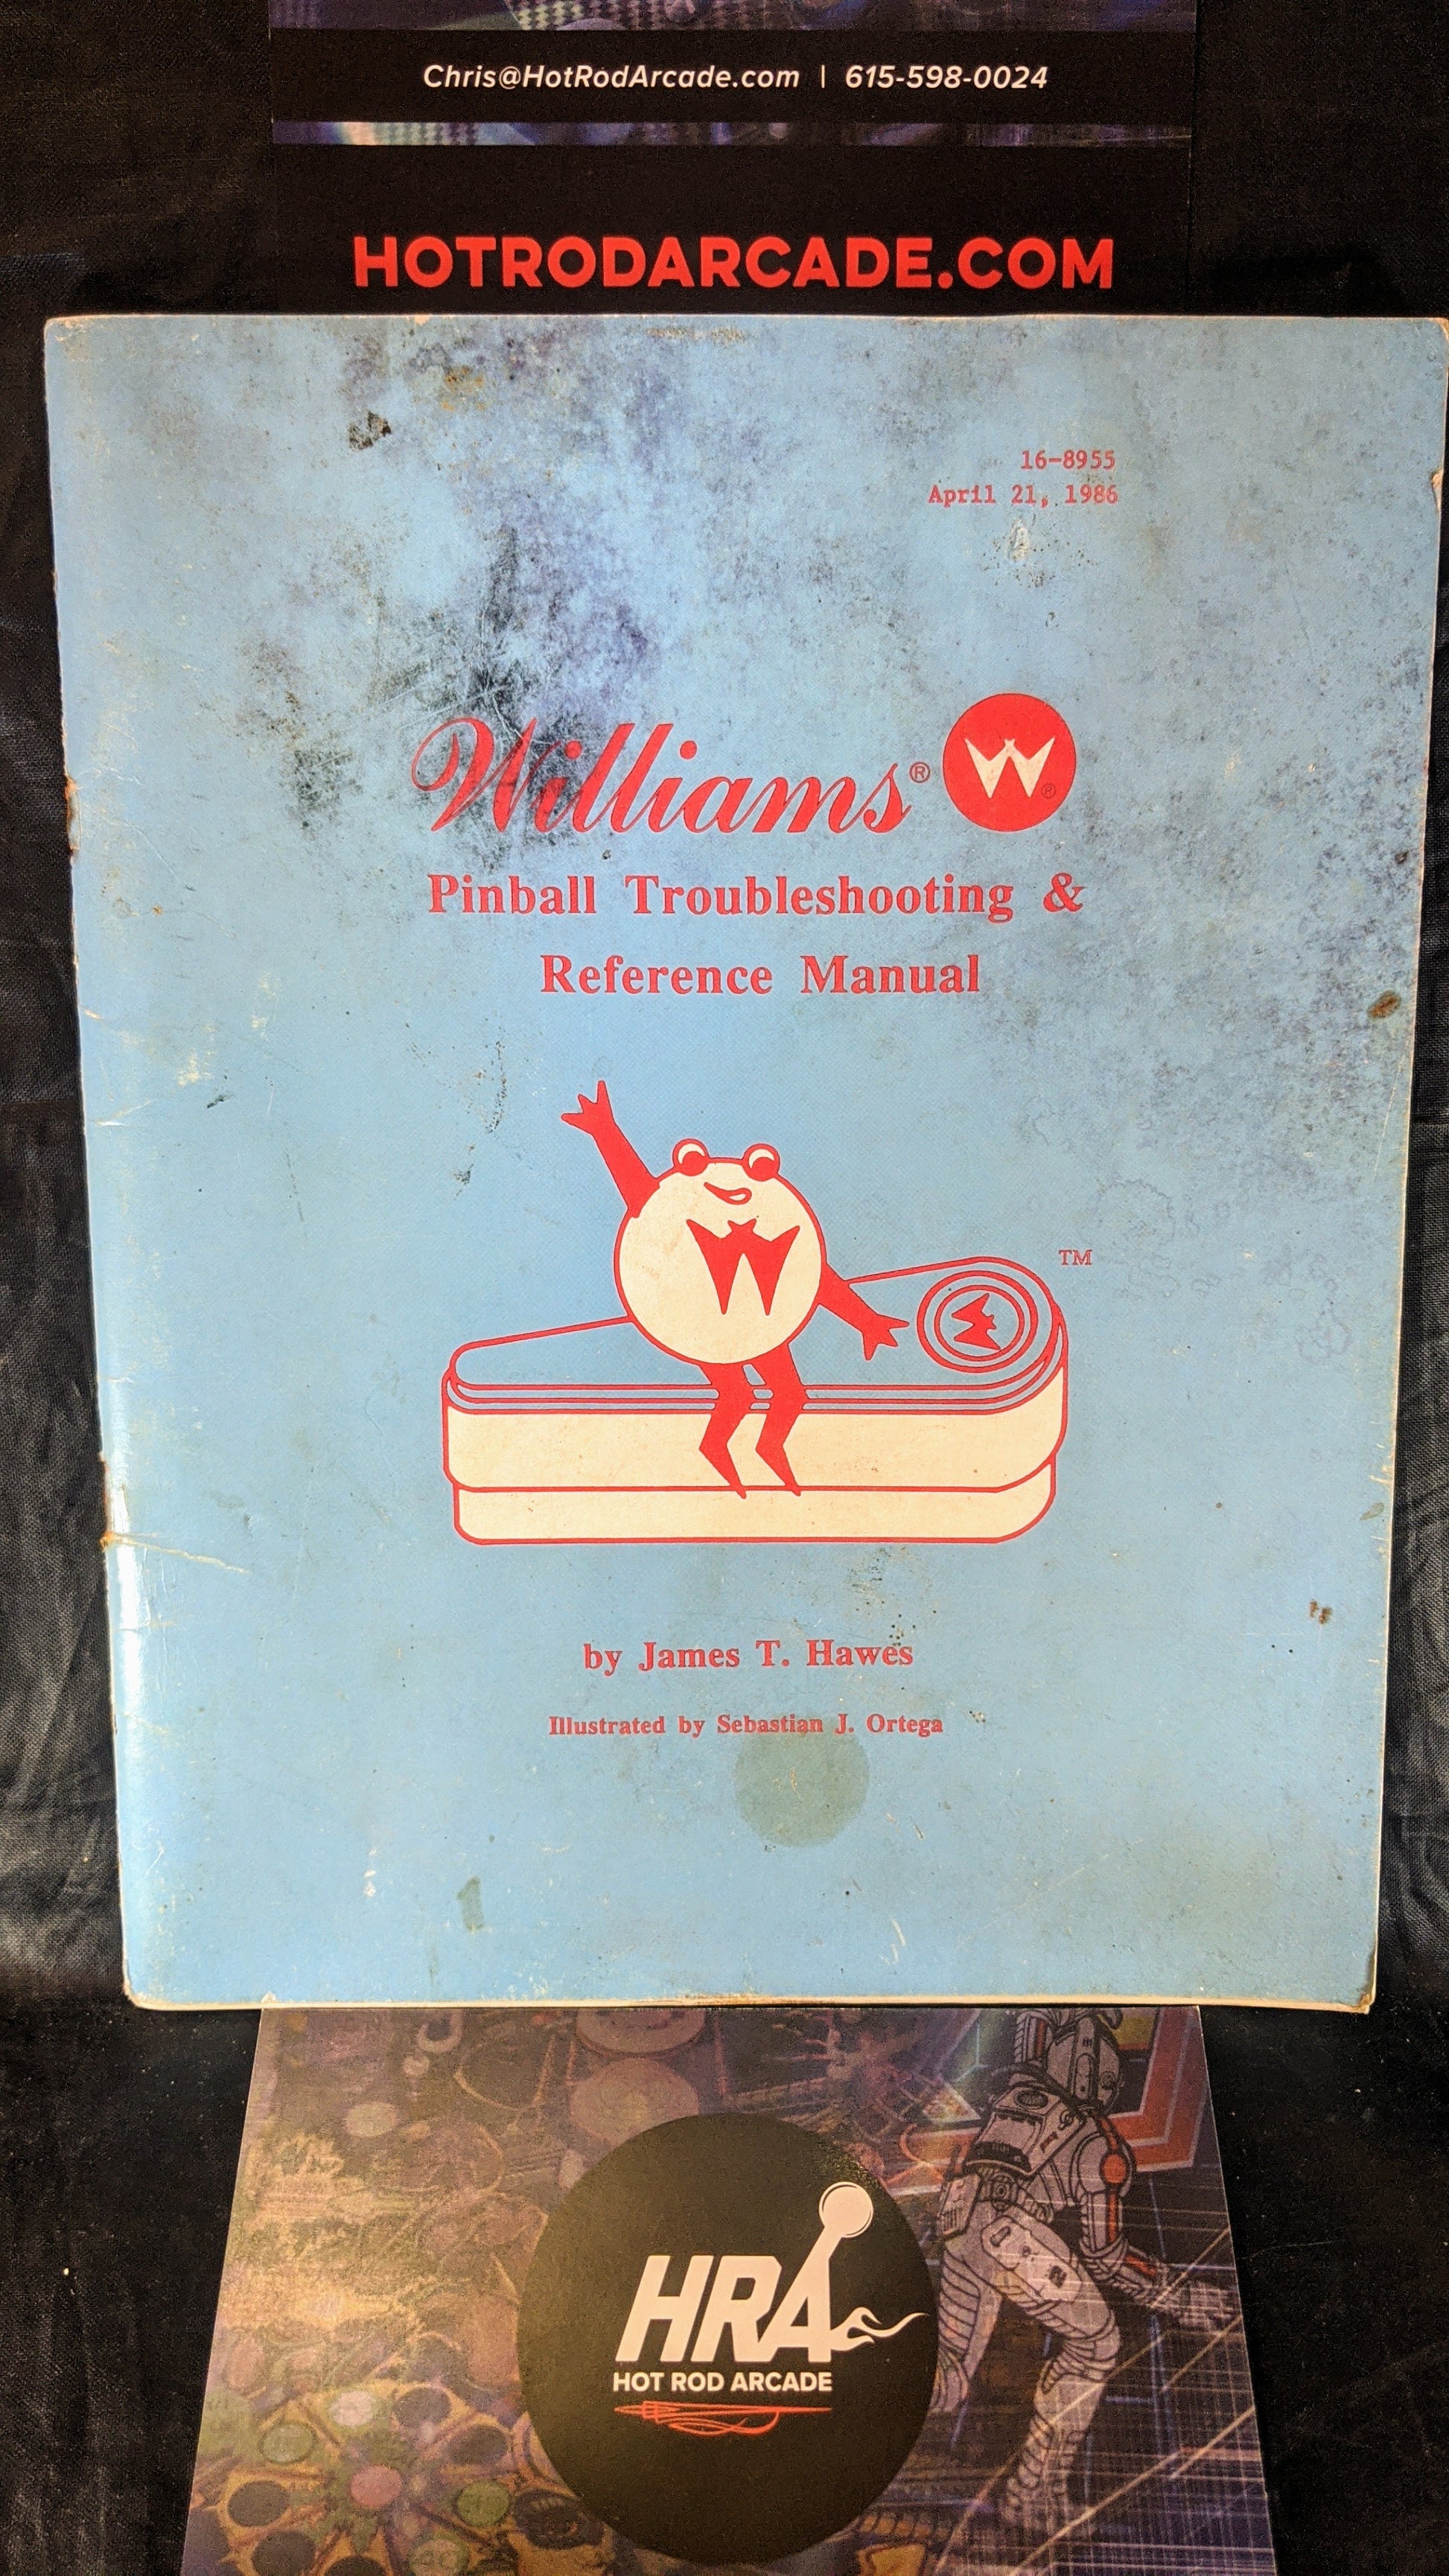 Chris@HotRodArcade.com | 615-598-0024
HOTRODARCADE.COM
16-8955
April 21, 1986
Williams® W®
Pinball Troubleshooting &
Reference Manual
W
TM
by James T. Hawes
Illustrated by Sebastian J. Ortega
HRA
HOT ROD ARCADE